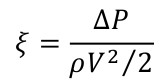 ξ = ΔP / (ρV²/2)